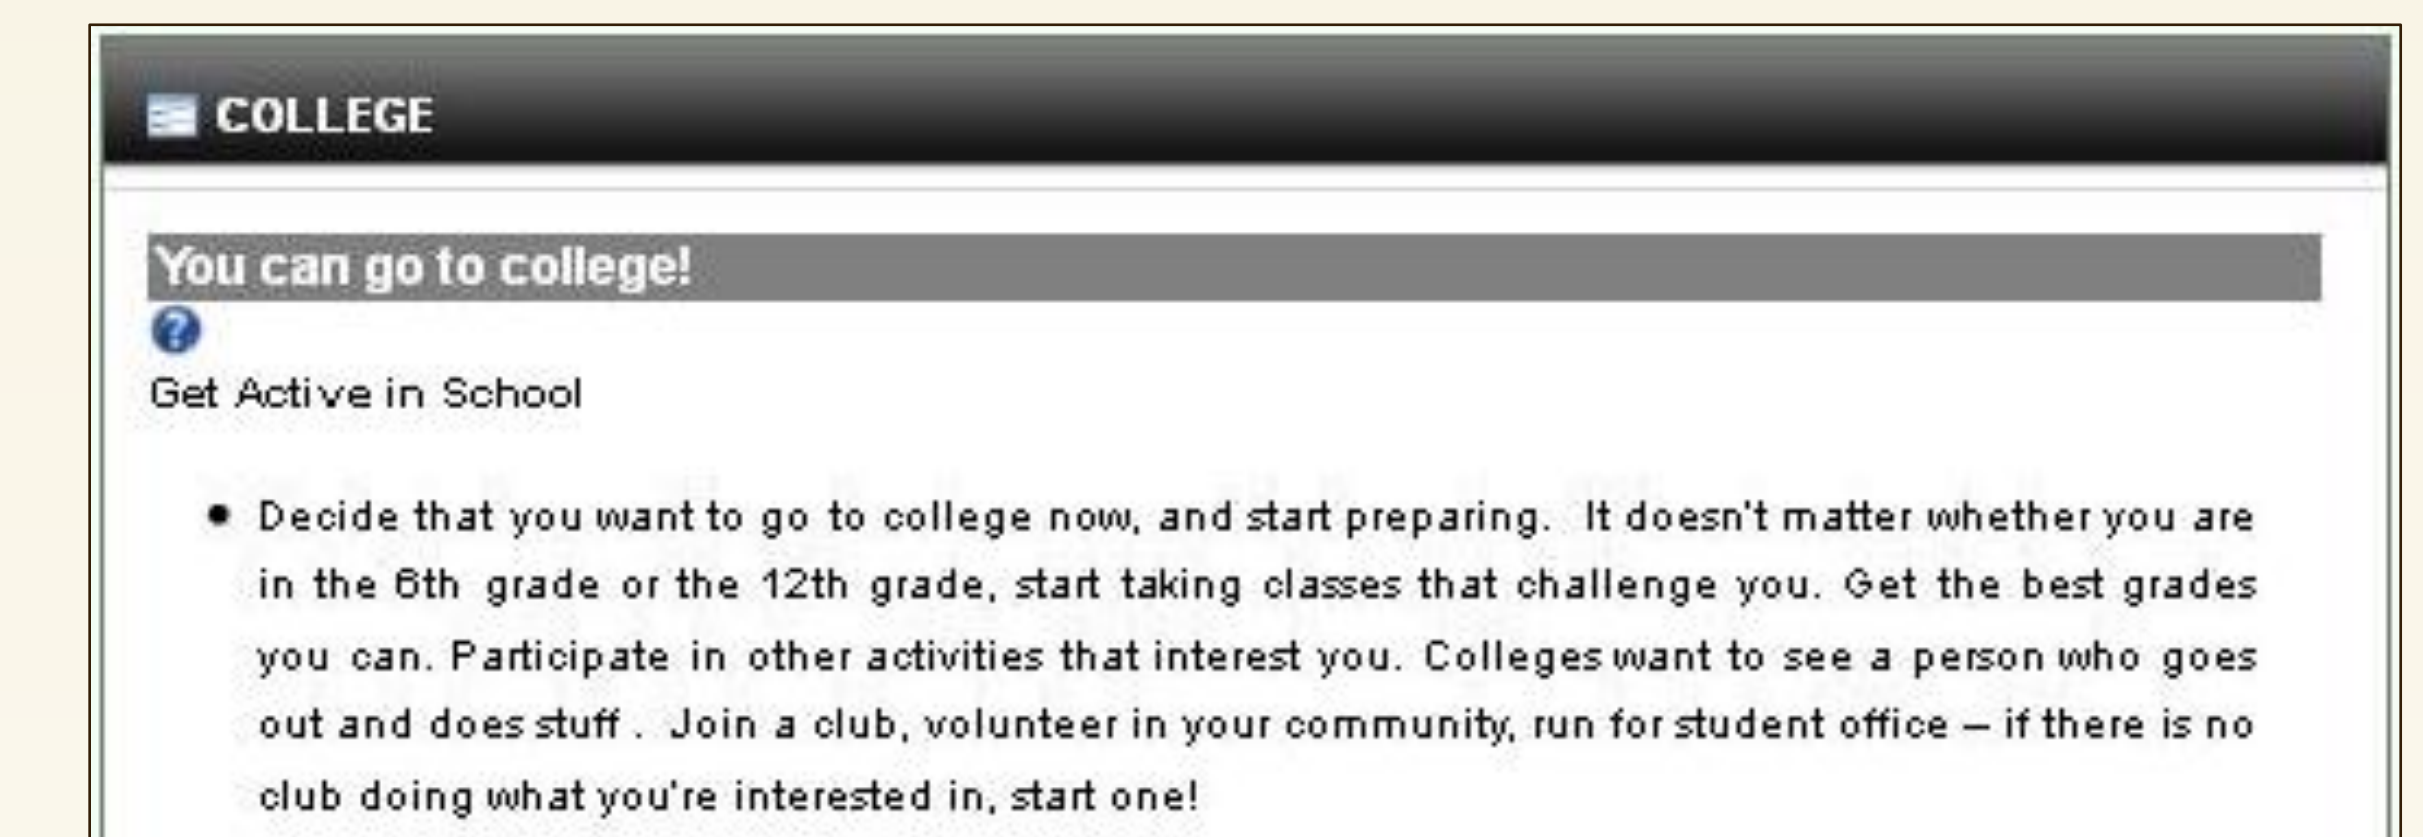 COLLEGE
You can go to college!
?
Get Active in School
• Decide that you want to go to college now, and start preparing.  It doesn't matter whether you are
in the 6th grade or the 12th grade, start taking classes that challenge you. Get the best grades
you can. Participate in other activities that interest you. Colleges want to see a person who goes
out and does stuff .  Join a club, volunteer in your community, run for student office – if there is no
club doing what you're interested in, start one!